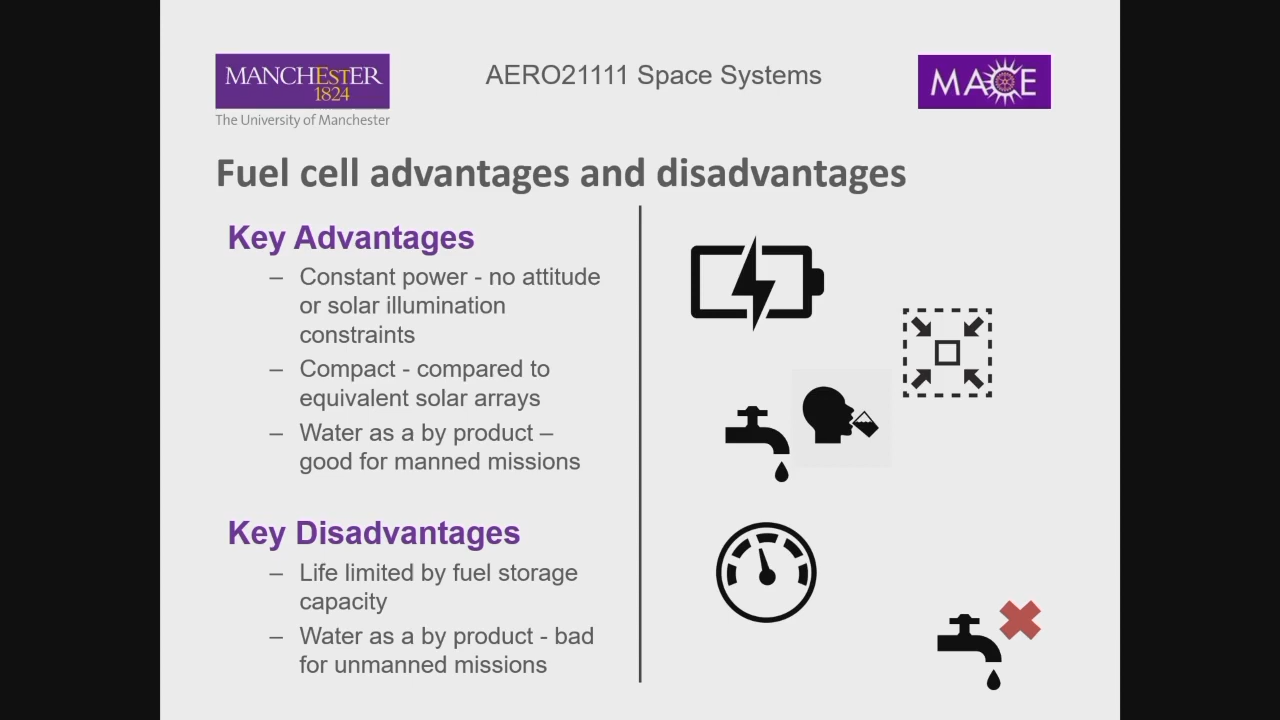 MANCHEStER
1824
The University of Manchester
AERO21111 Space Systems
MACE
Fuel cell advantages and disadvantages
Key Advantages
– Constant power - no attitude
or solar illumination
constraints
– Compact - compared to
equivalent solar arrays
– Water as a by product –
good for manned missions
Key Disadvantages
– Life limited by fuel storage
capacity
– Water as a by product - bad
for unmanned missions